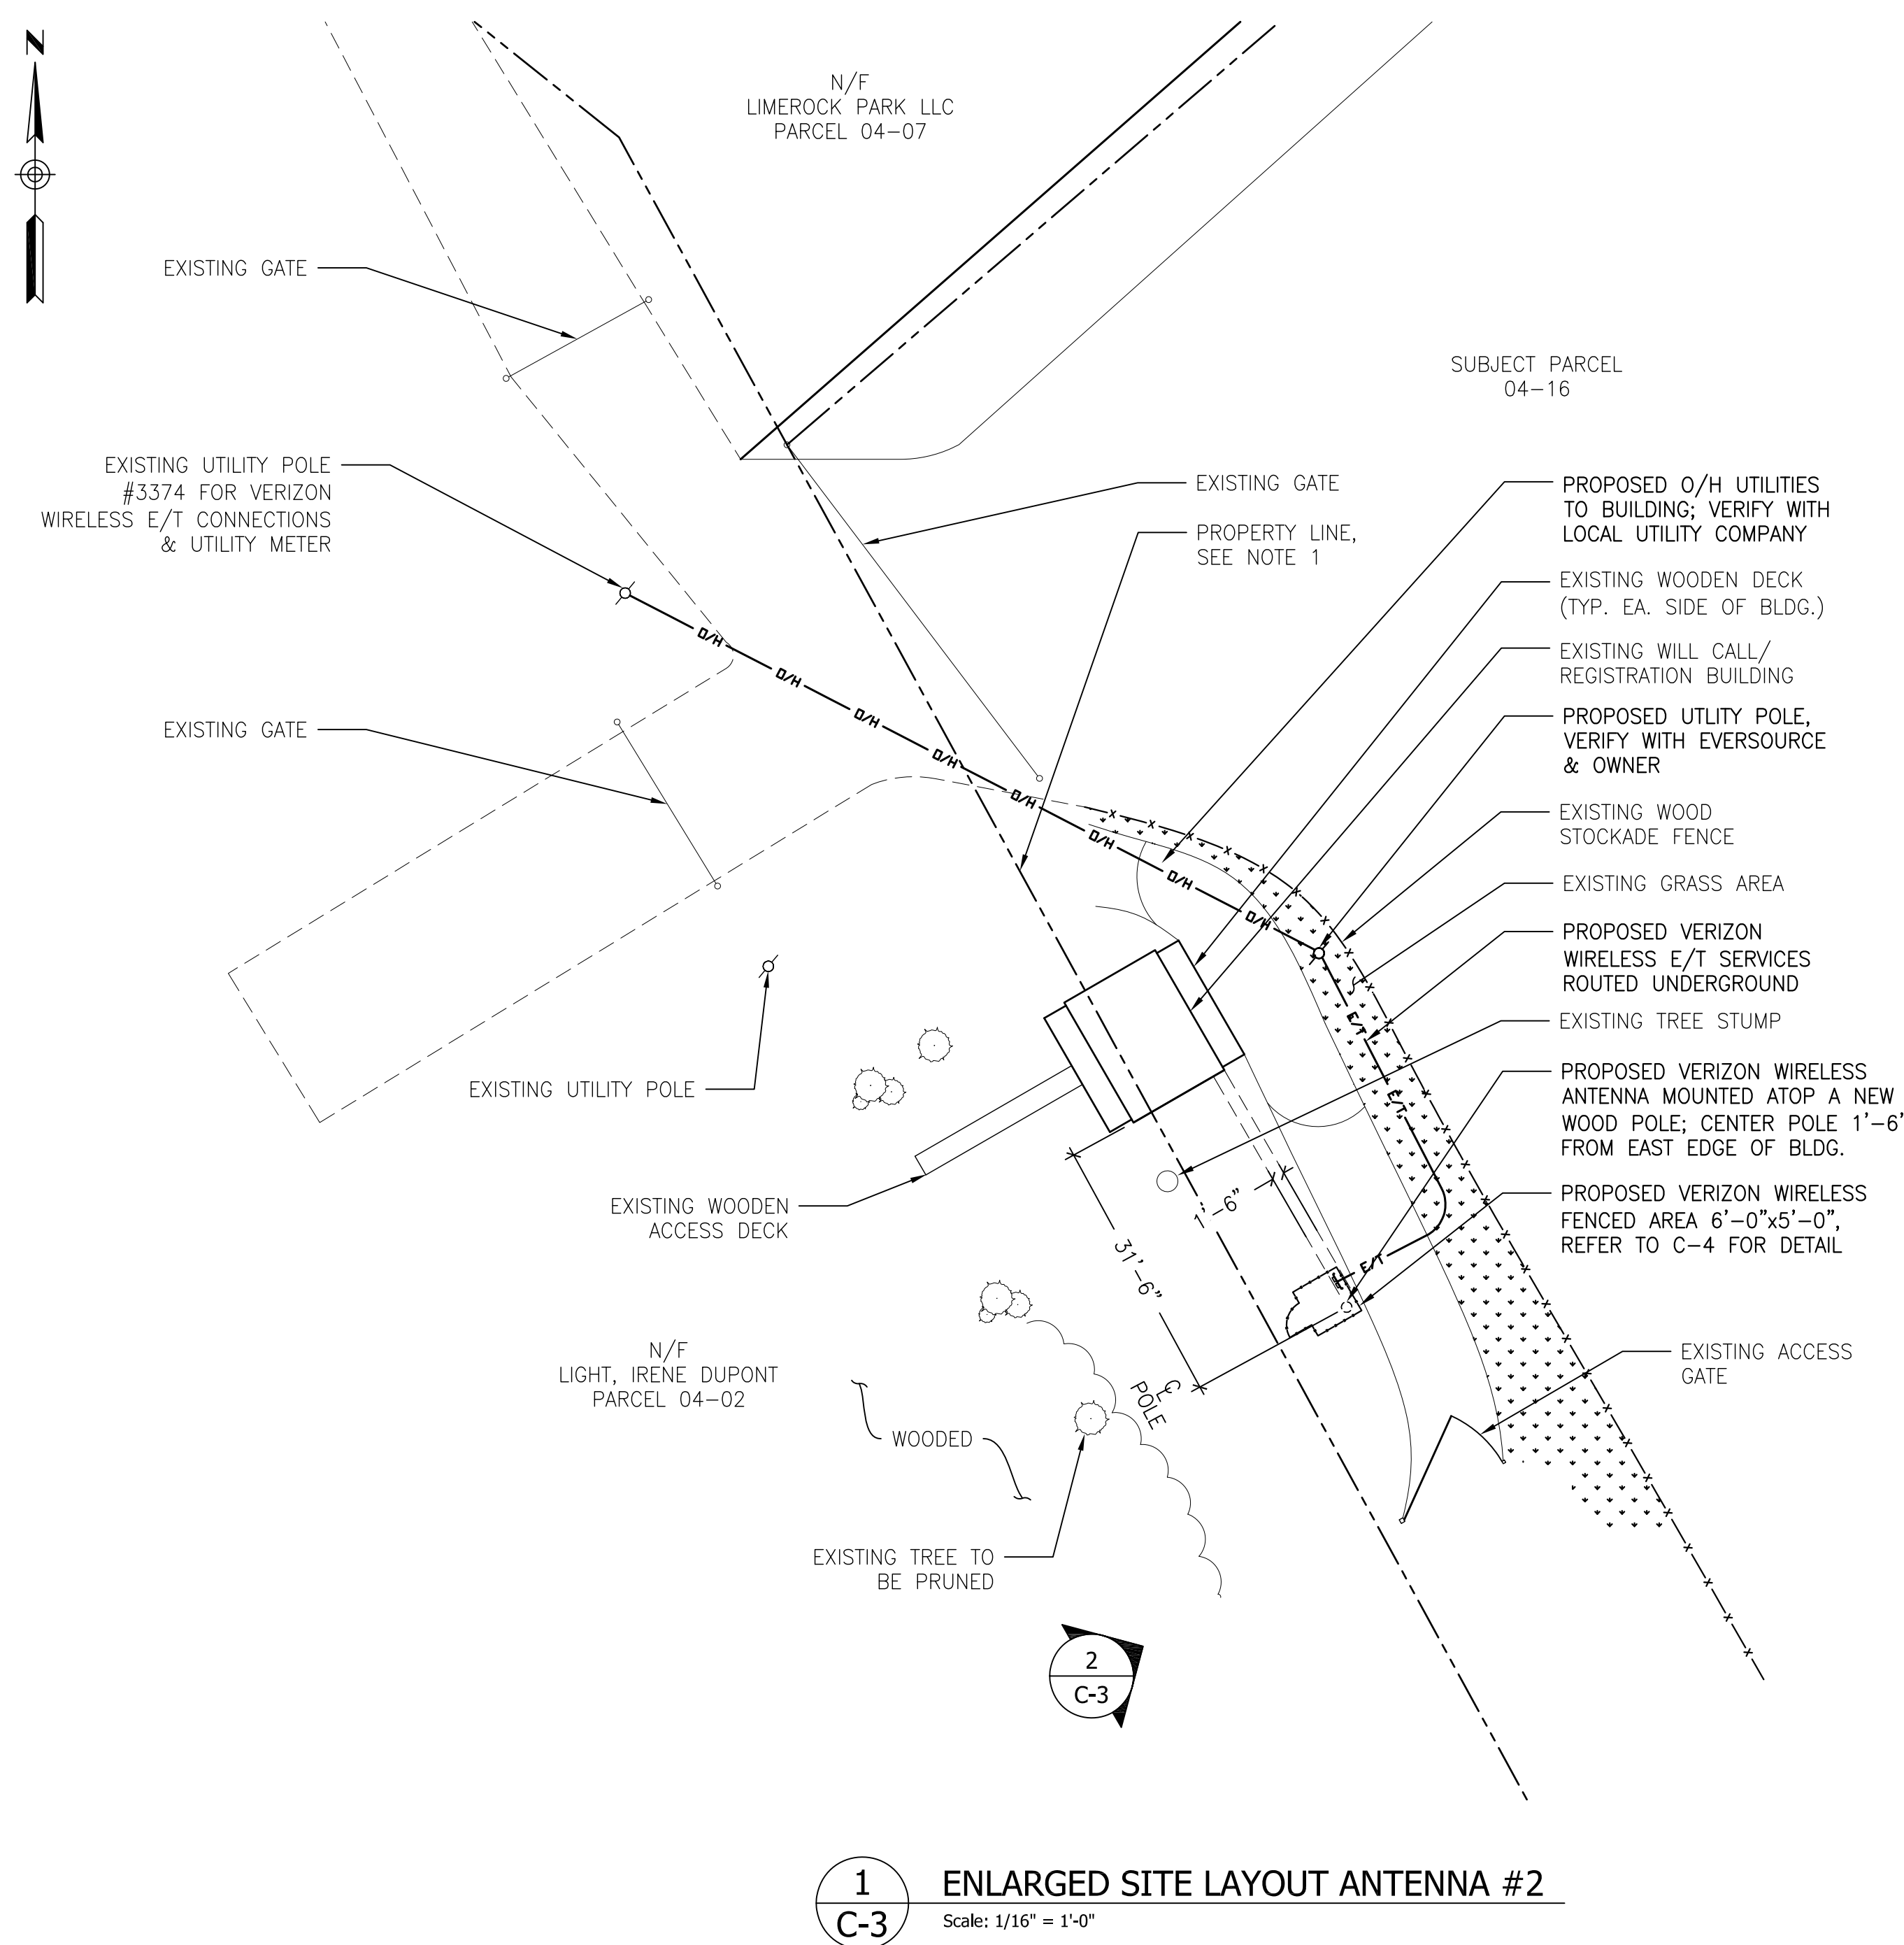 N
N/F
LIMEROCK PARK LLC
PARCEL 04-07
EXISTING GATE
SUBJECT PARCEL
04-16
EXISTING UTILITY POLE
#3374 FOR VERIZON
WIRELESS E/T CONNECTIONS
& UTILITY METER
EXISTING GATE
PROPERTY LINE,
SEE NOTE 1
PROPOSED O/H UTILITIES
TO BUILDING; VERIFY WITH
LOCAL UTILITY COMPANY
EXISTING WOODEN DECK
(TYP. EA. SIDE OF BLDG.)
EXISTING WILL CALL/
REGISTRATION BUILDING
PROPOSED UTLITY POLE,
VERIFY WITH EVERSOURCE
& OWNER
EXISTING WOOD
STOCKADE FENCE
EXISTING GRASS AREA
PROPOSED VERIZON
WIRELESS E/T SERVICES
ROUTED UNDERGROUND
EXISTING TREE STUMP
PROPOSED VERIZON WIRELESS
ANTENNA MOUNTED ATOP A NEW
WOOD POLE; CENTER POLE 1'-6"
FROM EAST EDGE OF BLDG.
PROPOSED VERIZON WIRELESS
FENCED AREA 6'-0"x5'-0",
REFER TO C-4 FOR DETAIL
EXISTING ACCESS
GATE
O/H
O/H
O/H
O/H
O/H
O/H
O/H
O/H
E/T
E/T
E/T
EXISTING GATE
EXISTING UTILITY POLE
EXISTING WOODEN
ACCESS DECK
1'-6"
31'-6"
CL
POLE
N/F
LIGHT, IRENE DUPONT
PARCEL 04-02
WOODED
EXISTING TREE TO
BE PRUNED
2
C-3
1
C-3
ENLARGED SITE LAYOUT ANTENNA #2
Scale: 1/16" = 1'-0"